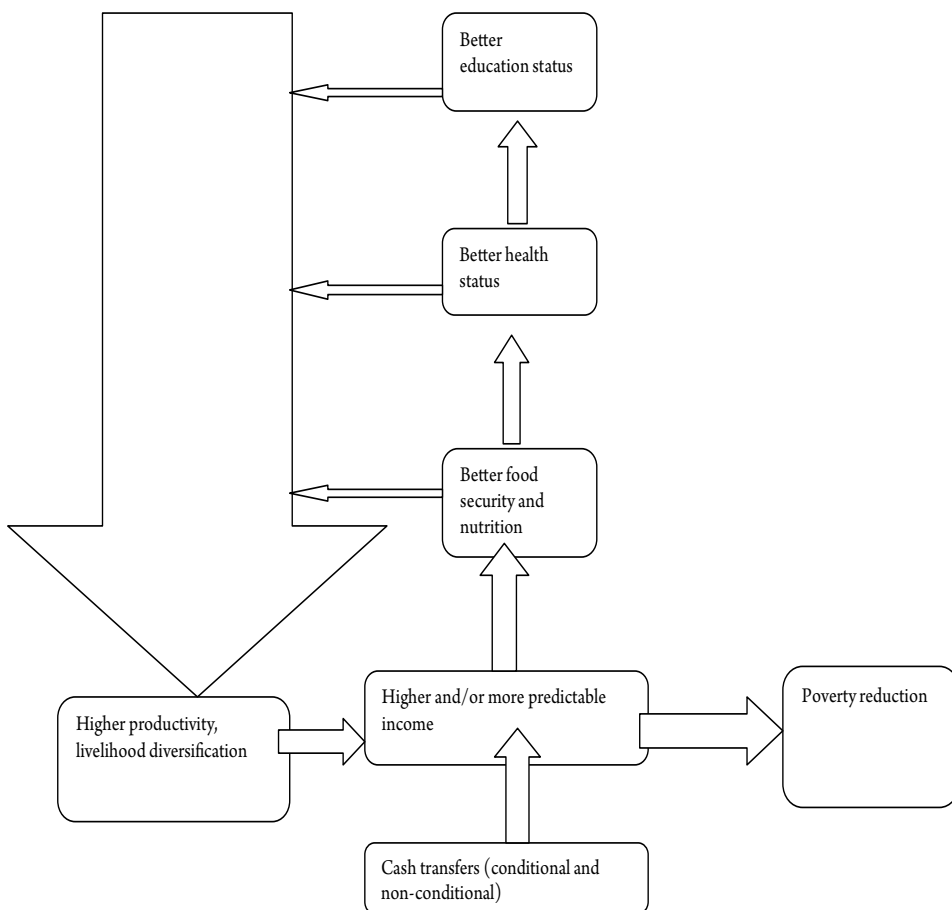 Better
education status
Better health
status
Better food
security and
nutrition
Higher productivity,
livelihood diversification
Higher and/or more predictable
income
Poverty reduction
Cash transfers (conditional and
non-conditional)